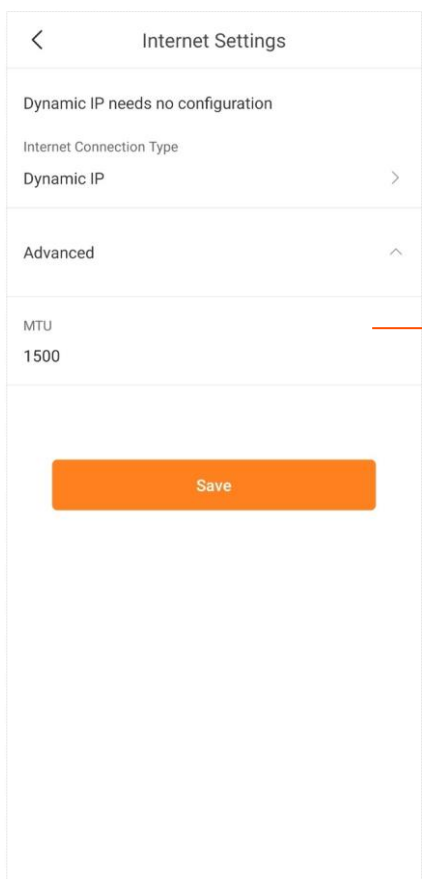 Internet Settings
Dynamic IP needs no configuration
Internet Connection Type
Dynamic IP
Advanced
MTU
1500
Save